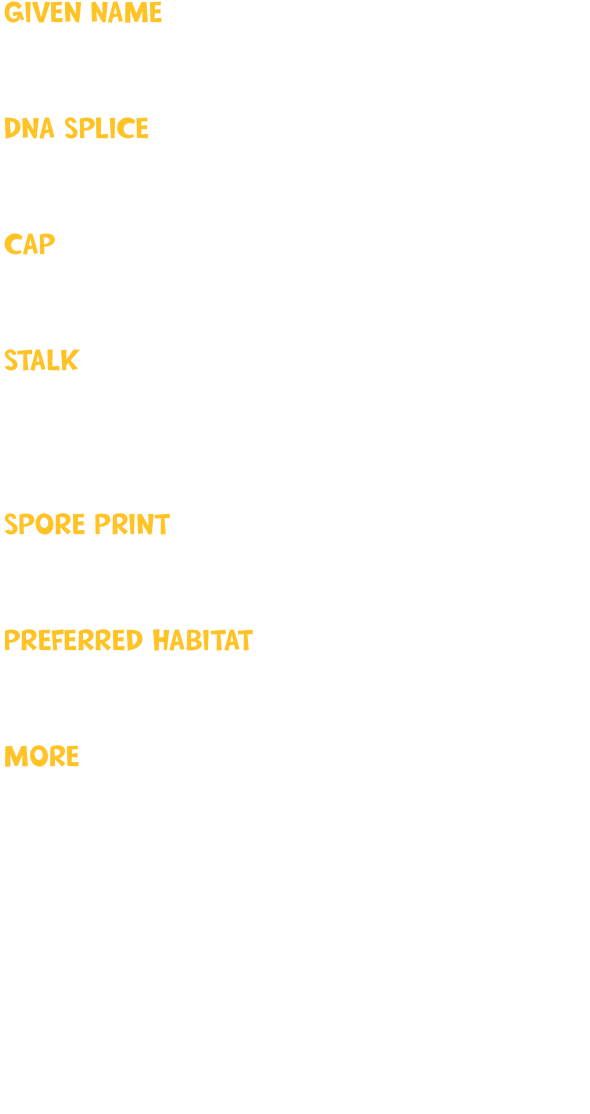 GIVEN NAME
DNA SPLICE
CAP
STALK
SPORE PRINT
PREFERRED HABITAT
MORE